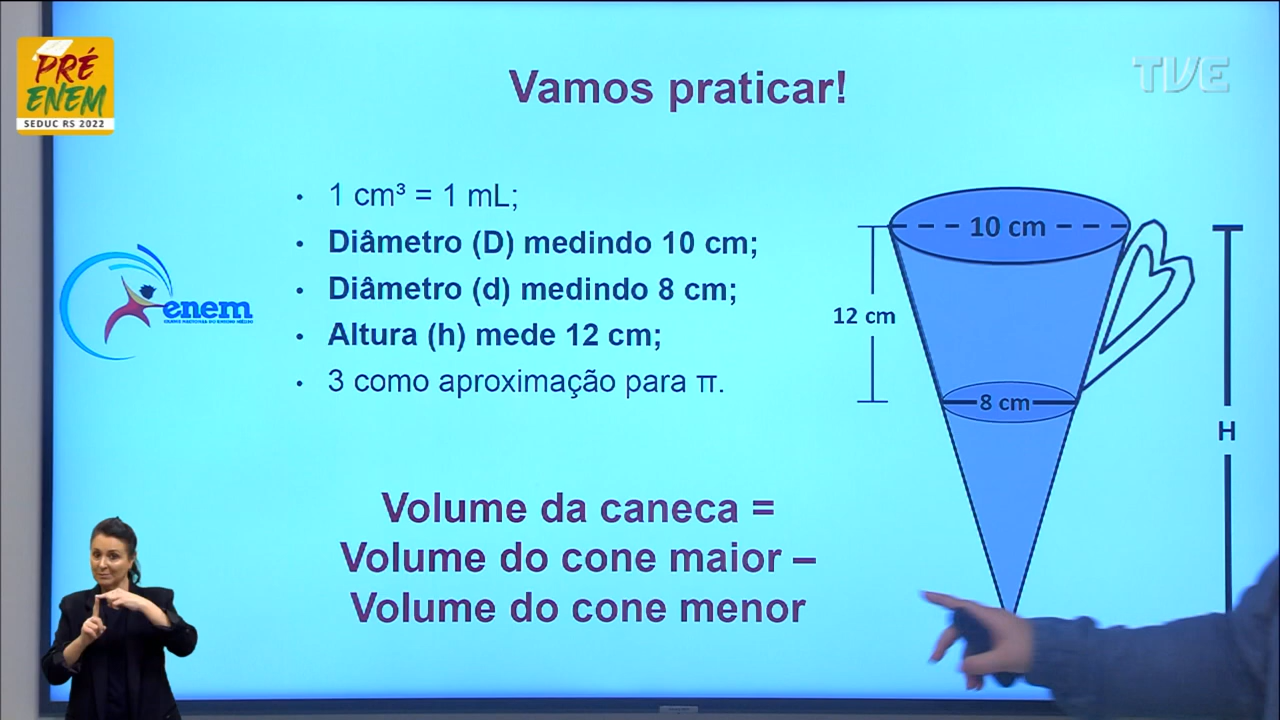 PRÉ
ENEM
SEDUC RS 2022
TVE
Vamos praticar!
• 1 cm³ = 1 mL;
• Diâmetro (D) medindo 10 cm;
• Diâmetro (d) medindo 8 cm;
• Altura (h) mede 12 cm;
• 3 como aproximação para π.
enem
10 cm
12 cm
8 cm
H
Volume da caneca =
Volume do cone maior –
Volume do cone menor